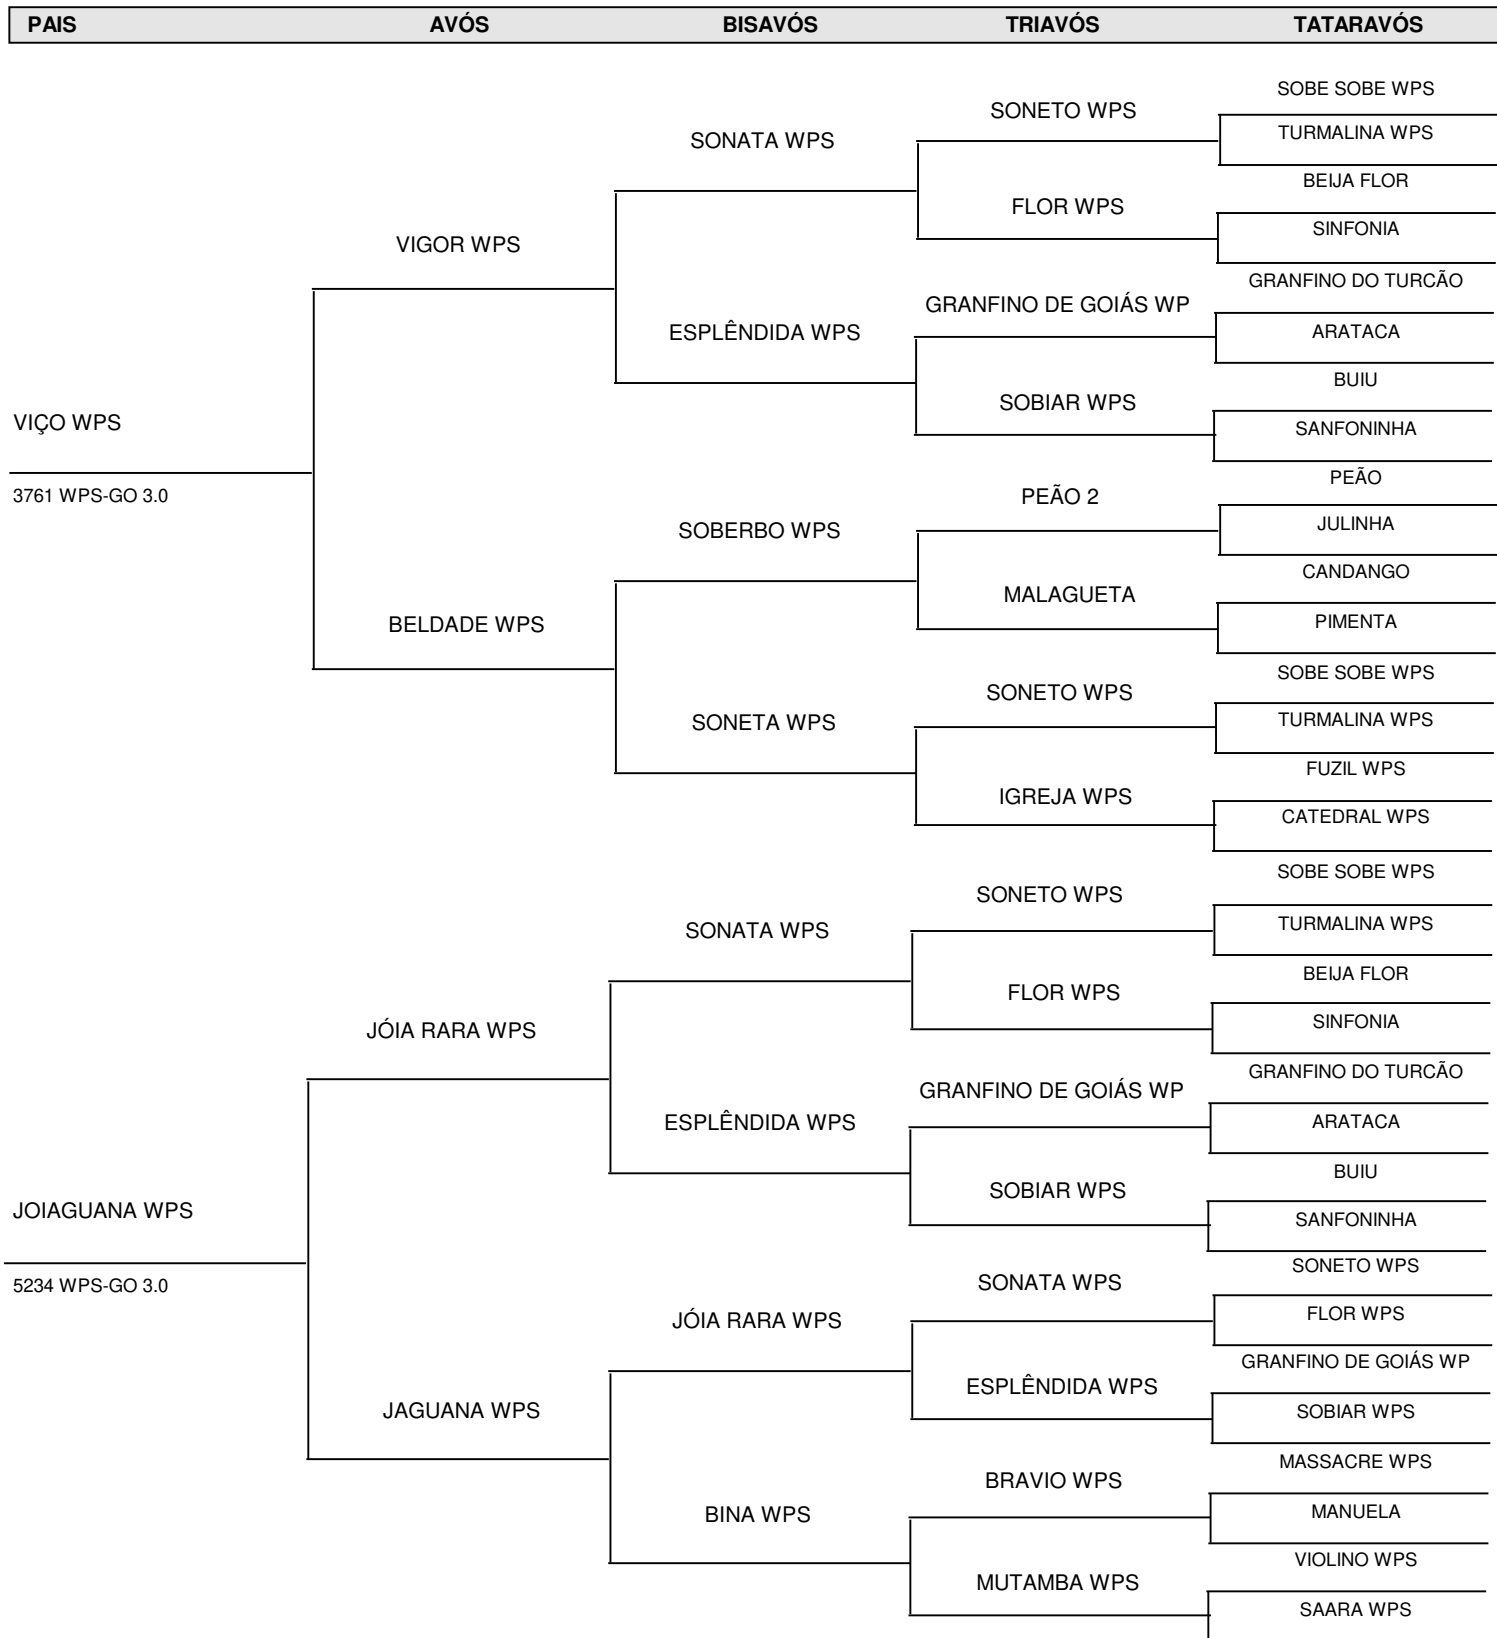 PAIS AVÓS BISAVÓS TRIAVÓS TATARAVÓS
SOBE SOBE WPS
SONETO WPS
TURMALINA WPS
SONATA WPS
BEIJA FLOR
FLOR WPS
SINFONIA
VIGOR WPS
GRANFINO DO TURCÃO
GRANFINO DE GOIÁS WP
ARATACA
ESPLÊNDIDA WPS
BUIU
SOBIAR WPS
SANFONINHA
VIÇO WPS
3761 WPS-GO 3.0
PEÃO
PEÃO 2
JULINHA
SOBERBO WPS
CANDANGO
MALAGUETA
PIMENTA
BELDADE WPS
SOBE SOBE WPS
SONETO WPS
TURMALINA WPS
SONETA WPS
FUZIL WPS
IGREJA WPS
CATEDRAL WPS
SOBE SOBE WPS
SONETO WPS
TURMALINA WPS
SONATA WPS
BEIJA FLOR
FLOR WPS
SINFONIA
JÓIA RARA WPS
GRANFINO DO TURCÃO
GRANFINO DE GOIÁS WP
ARATACA
ESPLÊNDIDA WPS
BUIU
SOBIAR WPS
SANFONINHA
JOIAGUANA WPS
5234 WPS-GO 3.0
SONETO WPS
SONATA WPS
FLOR WPS
JÓIA RARA WPS
GRANFINO DE GOIÁS WP
ESPLÊNDIDA WPS
SOBIAR WPS
JAGUANA WPS
MASSACRE WPS
BRAVIO WPS
MANUELA
BINA WPS
VIOLINO WPS
MUTAMBA WPS
SAARA WPS